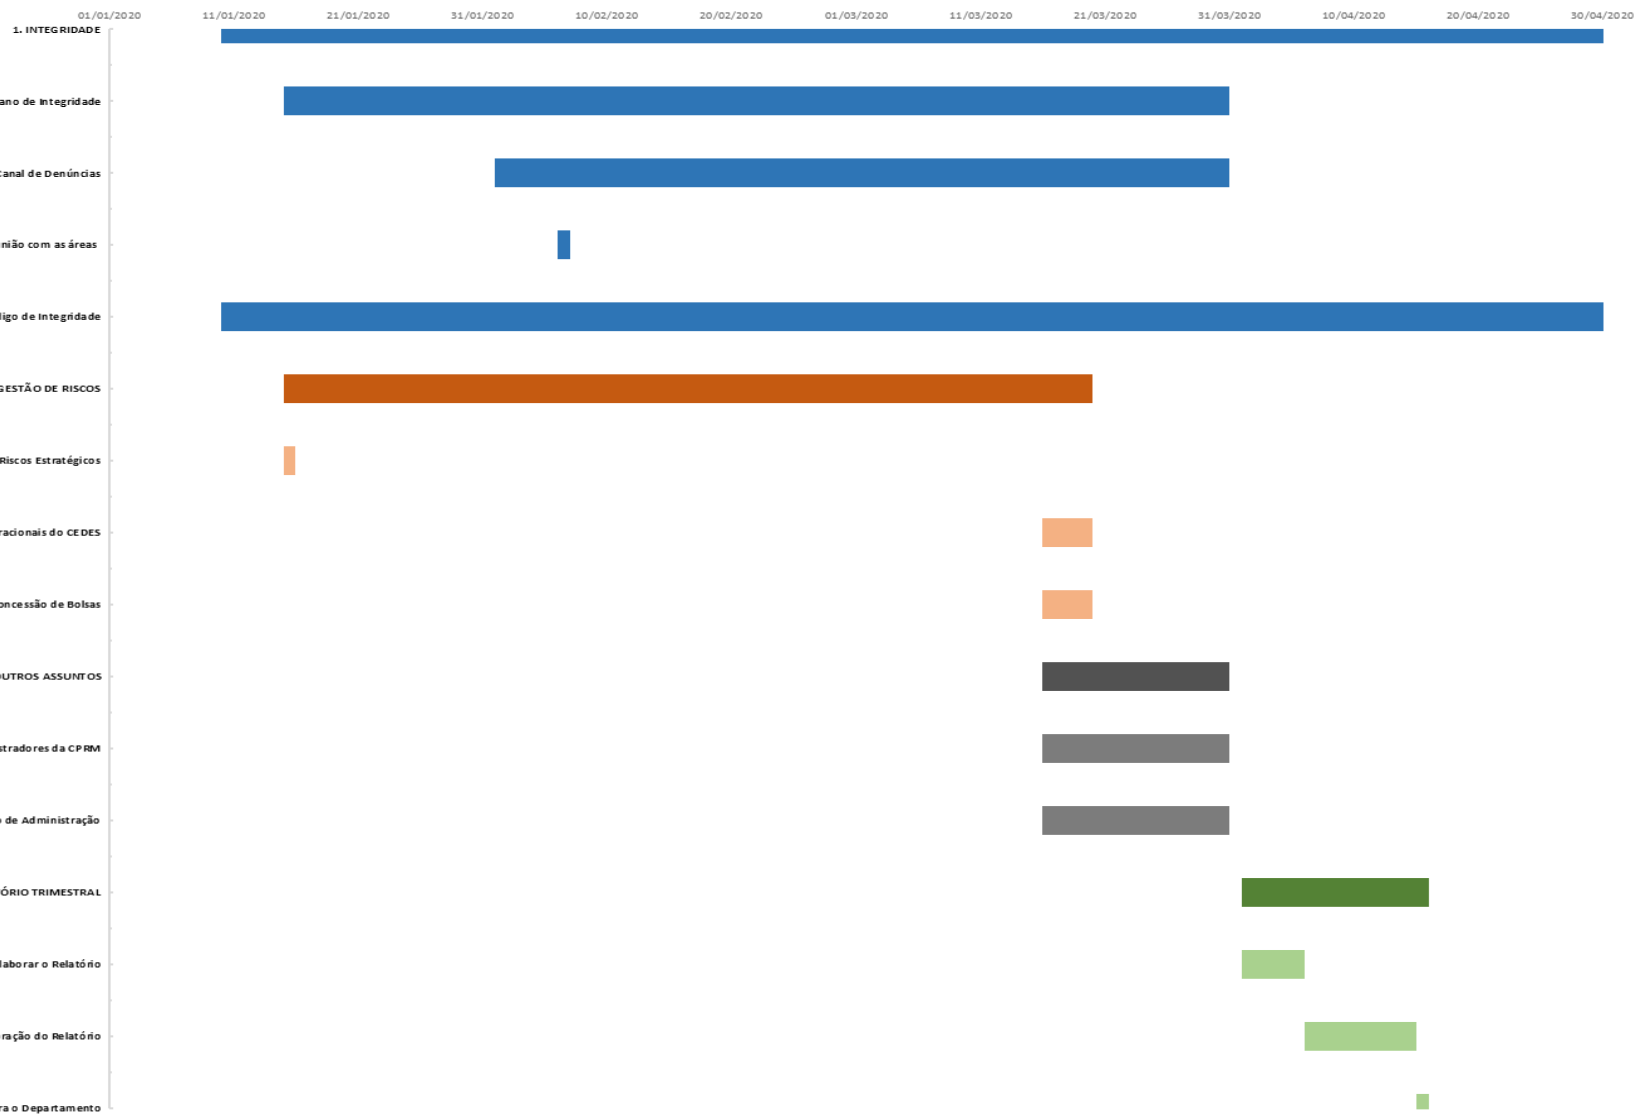 01/01/2020 11/01/2020 21/01/2020 31/01/2020 10/02/2020 20/02/2020 01/03/2020 11/03/2020 21/03/2020 31/03/2020 10/04/2020 20/04/2020 30/04/2020
1. INTEGRIDADE
ano de Integridade
Canal de Denúncias
nião com as áreas
igo de Integridade
GESTÃO DE RISCOS
Riscos Estratégicos
racionais do CEDES
oncessão de Bolsas
OUTROS ASSUNTOS
stradores da CPRM
o de Administração
ÓRIO TRIMESTRAL
laborar o Relatório
ração do Relatório
ra o Departamento